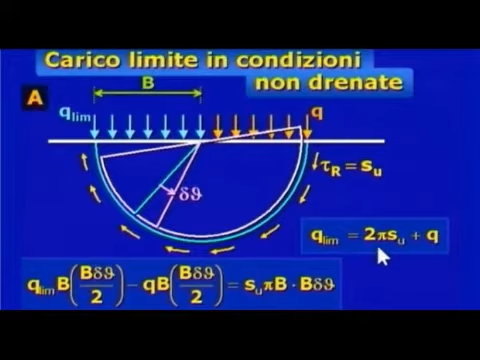 Carico limite in condizioni
non drenate
A
B
qlim
q
τR = su
δϑ
qlim = 2πsu + q
qlimB(Bδϑ/2) − qB(Bδϑ/2) = suπB · Bδϑ